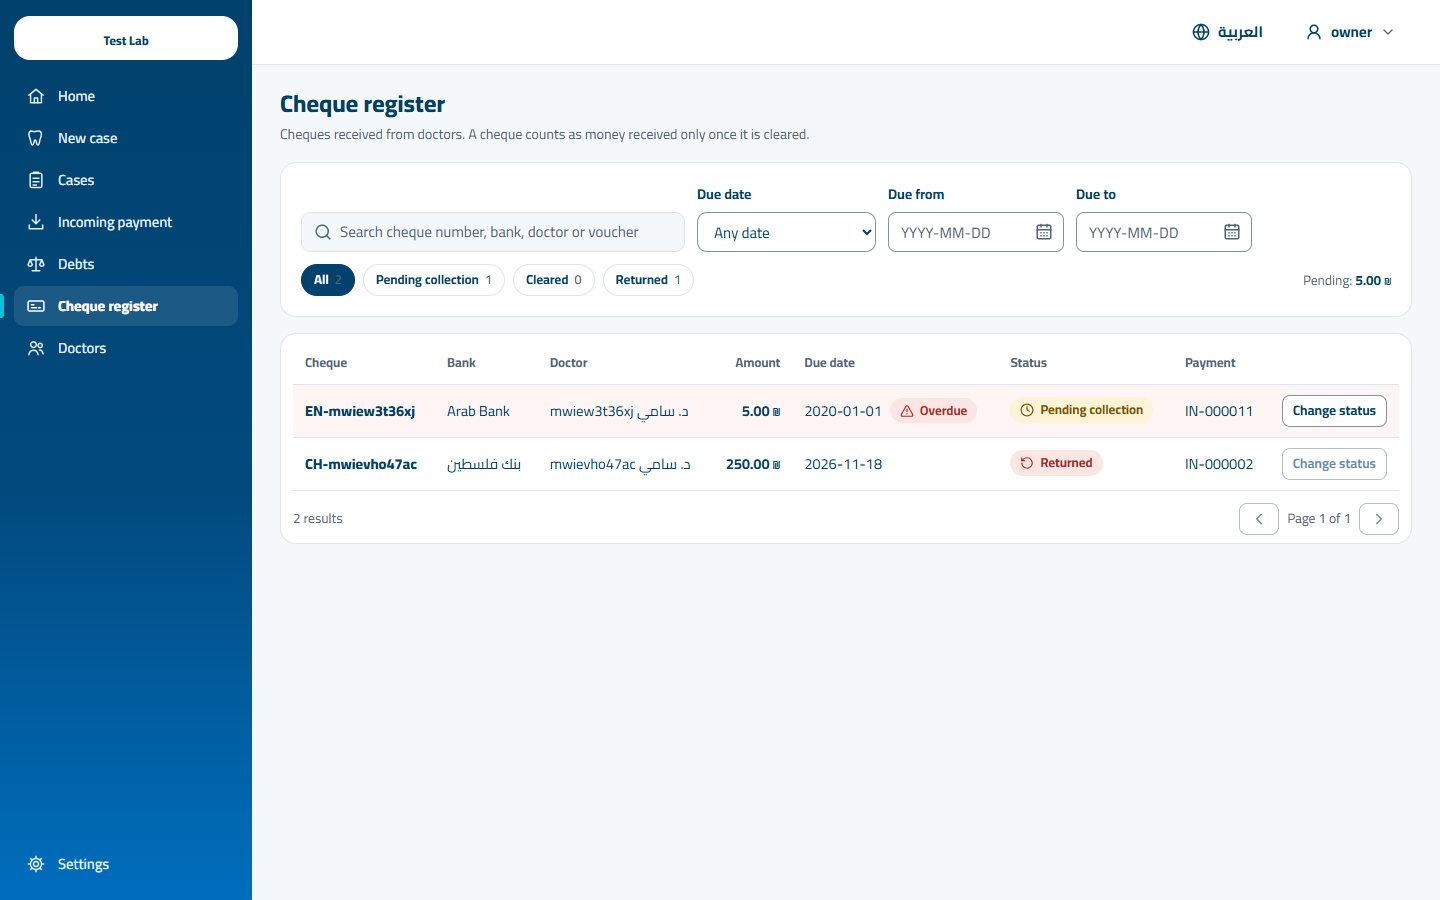 Test Lab
العربية
owner
Home
New case
Cases
Incoming payment
Debts
Cheque register
Doctors
Settings
Cheque register
Cheques received from doctors. A cheque counts as money received only once it is cleared.
Due date Due from Due to
Search cheque number, bank, doctor or voucher Any date YYYY-MM-DD YYYY-MM-DD
All 2 Pending collection 1 Cleared 0 Returned 1 Pending: 5.00 ₪
Cheque Bank Doctor Amount Due date Status Payment
EN-mwiew3t36xj Arab Bank د. سامي mwiew3t36xj 5.00 ₪ 2020-01-01 Overdue Pending collection IN-000011 Change status
CH-mwievho47ac بنك فلسطين د. سامي mwievho47ac 250.00 ₪ 2026-11-18 Returned IN-000002 Change status
2 results Page 1 of 1